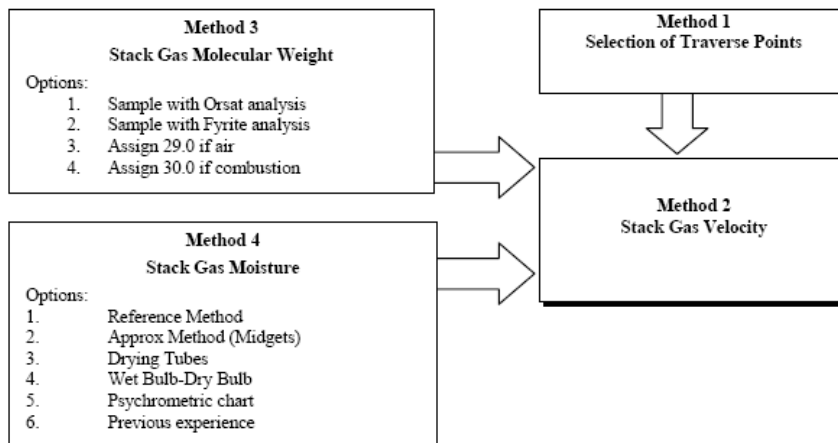 Method 3
Stack Gas Molecular Weight
Options:
1. Sample with Orsat analysis
2. Sample with Fyrite analysis
3. Assign 29.0 if air
4. Assign 30.0 if combustion
Method 1
Selection of Traverse Points
Method 4
Stack Gas Moisture
Options:
1. Reference Method
2. Approx Method (Midgets)
3. Drying Tubes
4. Wet Bulb-Dry Bulb
5. Psychrometric chart
6. Previous experience
Method 2
Stack Gas Velocity